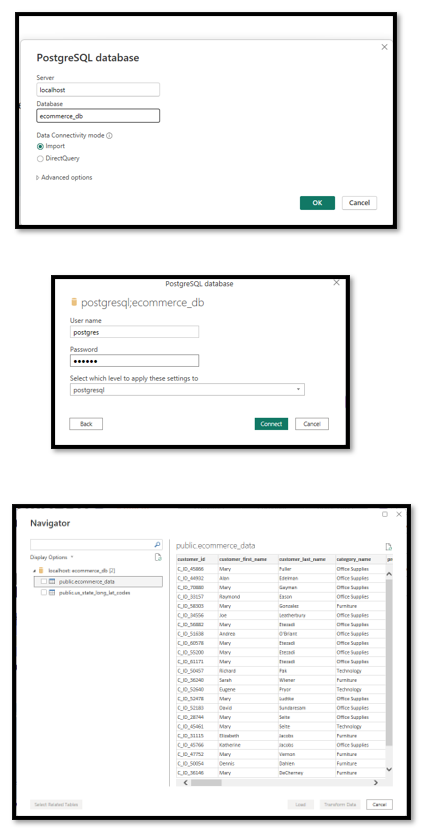 PostgreSQL database
Server
localhost
Database
ecommerce_db
Data Connectivity mode
Import
DirectQuery
Advanced options
OK Cancel
PostgreSQL database
postgresql;ecommerce_db
User name
postgres
Password
●●●●●●
Select which level to apply these settings to
postgresql
Back Connect Cancel
Navigator
Display Options
localhost: ecommerce_db [2]
public.ecommerce_data
public.us_state_long_lat_codes
public.ecommerce_data
customer_id customer_first_name customer_last_name category_name
C_ID_45866 Mary Fuller Office Supplies
C_ID_44932 Alan Edelman Office Supplies
C_ID_70880 Mary Gayman Office Supplies
C_ID_33157 Raymond Eason Office Supplies
C_ID_58303 Mary Gonzales Furniture
C_ID_34556 Joe Leatherbury Office Supplies
C_ID_56882 Mary Etezadi Office Supplies
C_ID_51638 Andrea O'Briant Office Supplies
C_ID_60578 Mary Etezadi Office Supplies
C_ID_55200 Mary Etezadi Office Supplies
C_ID_61171 Mary Etezadi Office Supplies
C_ID_50457 Richard Pak Technology
C_ID_36240 Sarah Wiener Furniture
C_ID_52640 Eugene Pryor Technology
C_ID_52478 Mary Ludtke Office Supplies
C_ID_52183 David Sundaresam Office Supplies
C_ID_28744 Mary Seite Office Supplies
C_ID_45461 Mary Seite Technology
C_ID_31115 Elizabeth Jacobs Furniture
C_ID_45766 Katherine Jacobs Office Supplies
C_ID_47752 Mary Vernon Furniture
C_ID_50054 Dennis Dahlen Furniture
C_ID_36146 Mary DeCherney Furniture
Select Related Tables Load Transform Data Cancel